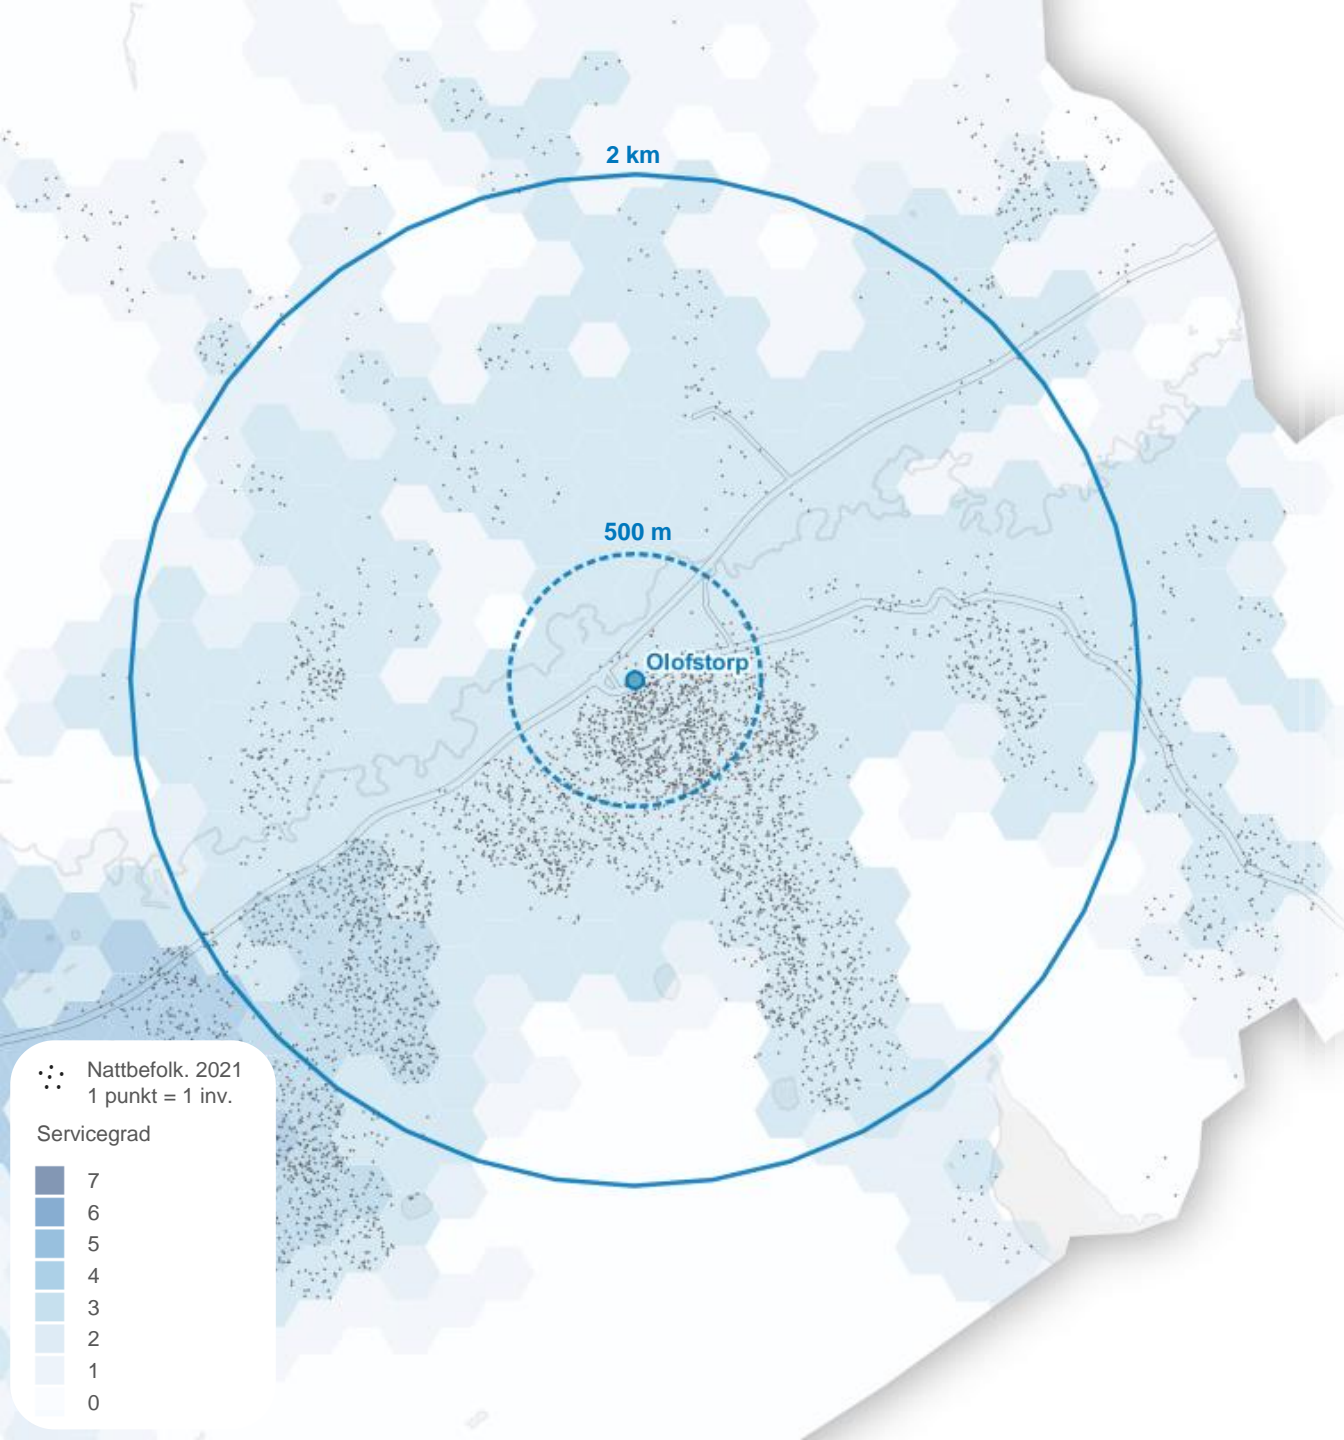 2 km
500 m
Olofstorp
Nattbefolk. 2021
1 punkt = 1 inv.
Servicegrad
7
6
5
4
3
2
1
0